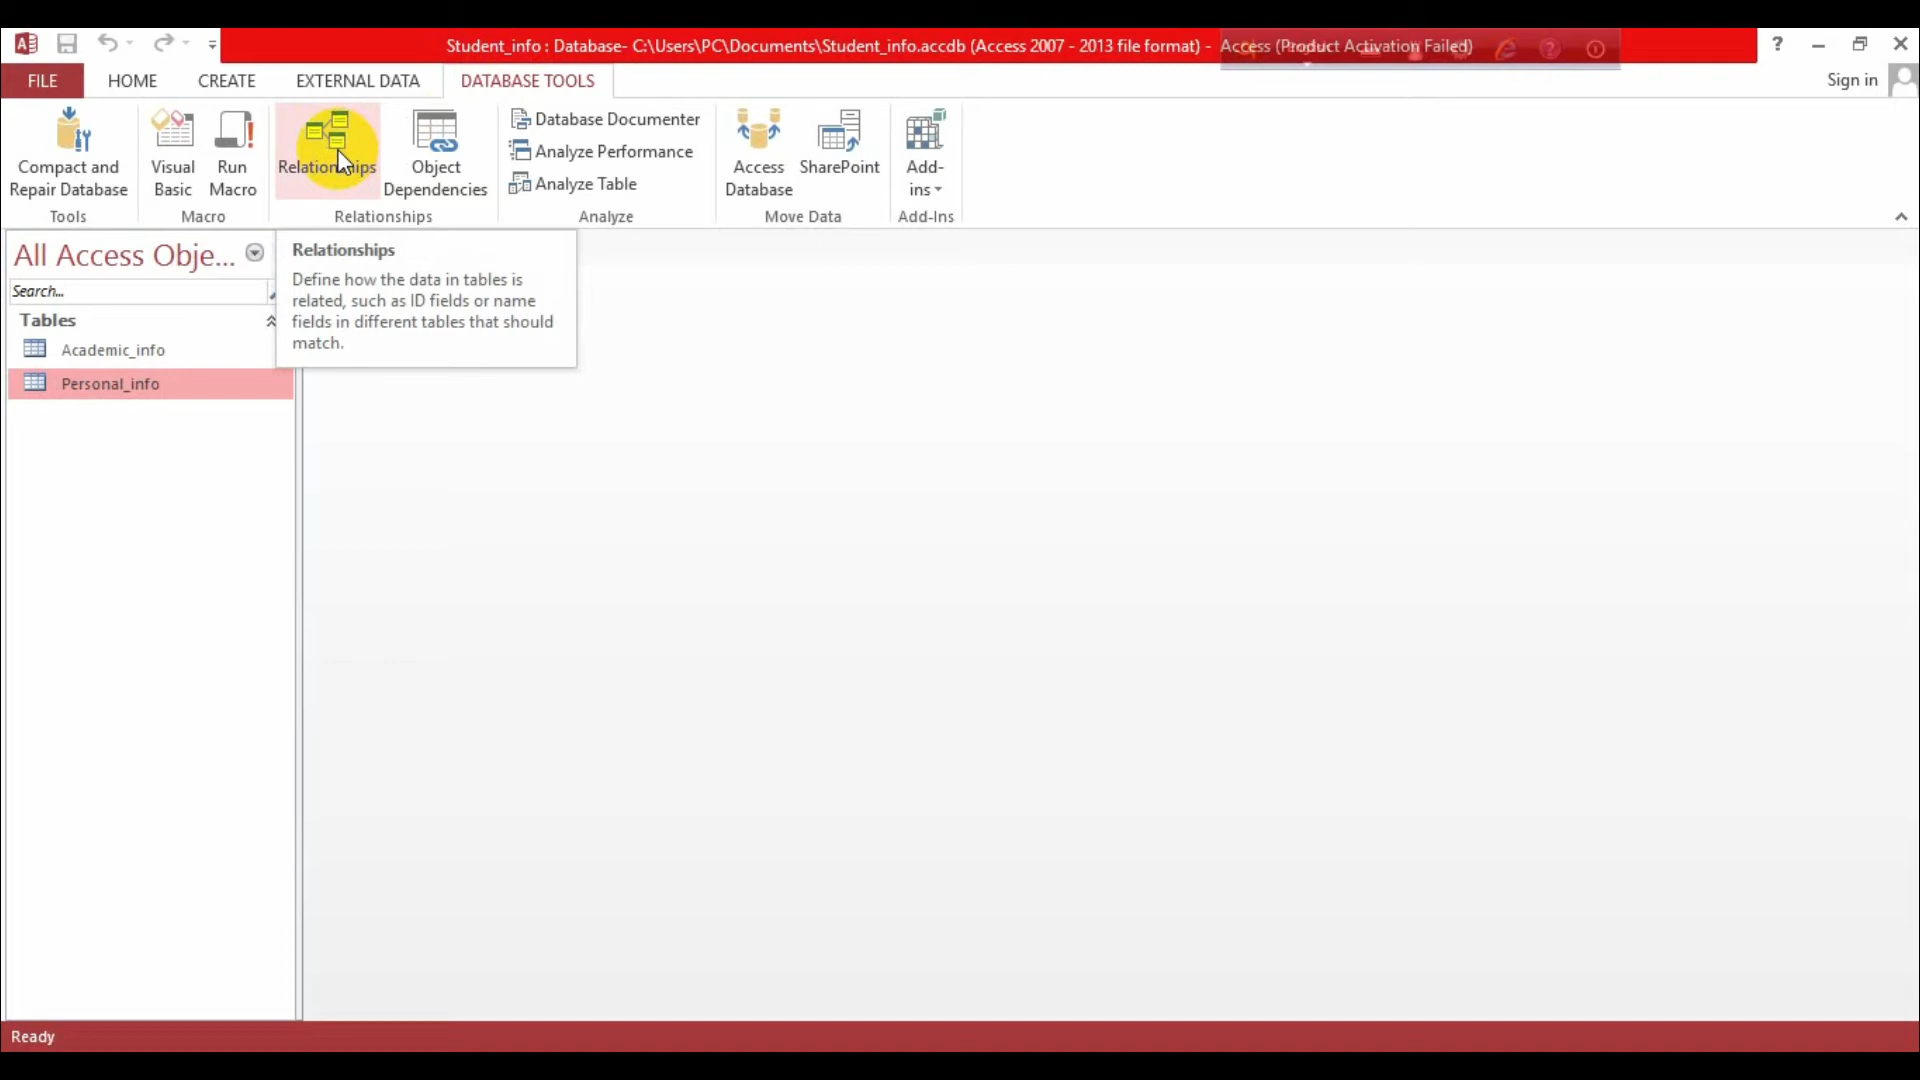 Student_info : Database- C:\Users\PC\Documents\Student_info.accdb (Access 2007 - 2013 file format) - Access (Product Activation Failed)
FILE HOME CREATE EXTERNAL DATA DATABASE TOOLS Sign in
Compact and Repair Database
Visual Basic
Run Macro
Relationships
Object Dependencies
Database Documenter
Analyze Performance
Analyze Table
Access Database
SharePoint
Add-ins
Tools Macro Relationships Analyze Move Data Add-Ins
All Access Obje...
Search...
Tables
Academic_info
Personal_info
Relationships
Define how the data in tables is
related, such as ID fields or name
fields in different tables that should
match.
Ready